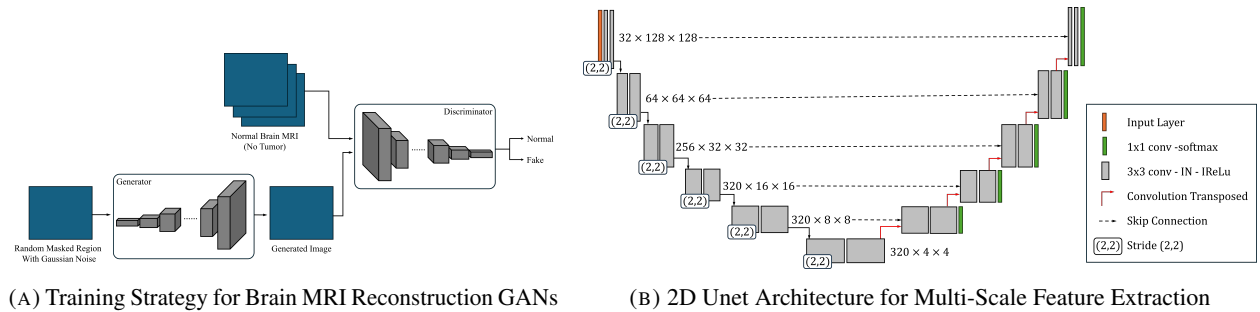 Normal Brain MRI
(No Tumor)
Discriminator
Normal
Fake
Generator
Random Masked Region
With Gaussian Noise
Generated Image
(A) Training Strategy for Brain MRI Reconstruction GANs
32 × 128 × 128
(2,2)
64 × 64 × 64
(2,2)
256 × 32 × 32
(2,2)
320 × 16 × 16
(2,2)
320 × 8 × 8
(2,2)
320 × 4 × 4
(2,2)
Input Layer
1x1 conv -softmax
3x3 conv - IN - IReLu
Convolution Transposed
Skip Connection
(2,2) Stride (2,2)
(B) 2D Unet Architecture for Multi-Scale Feature Extraction